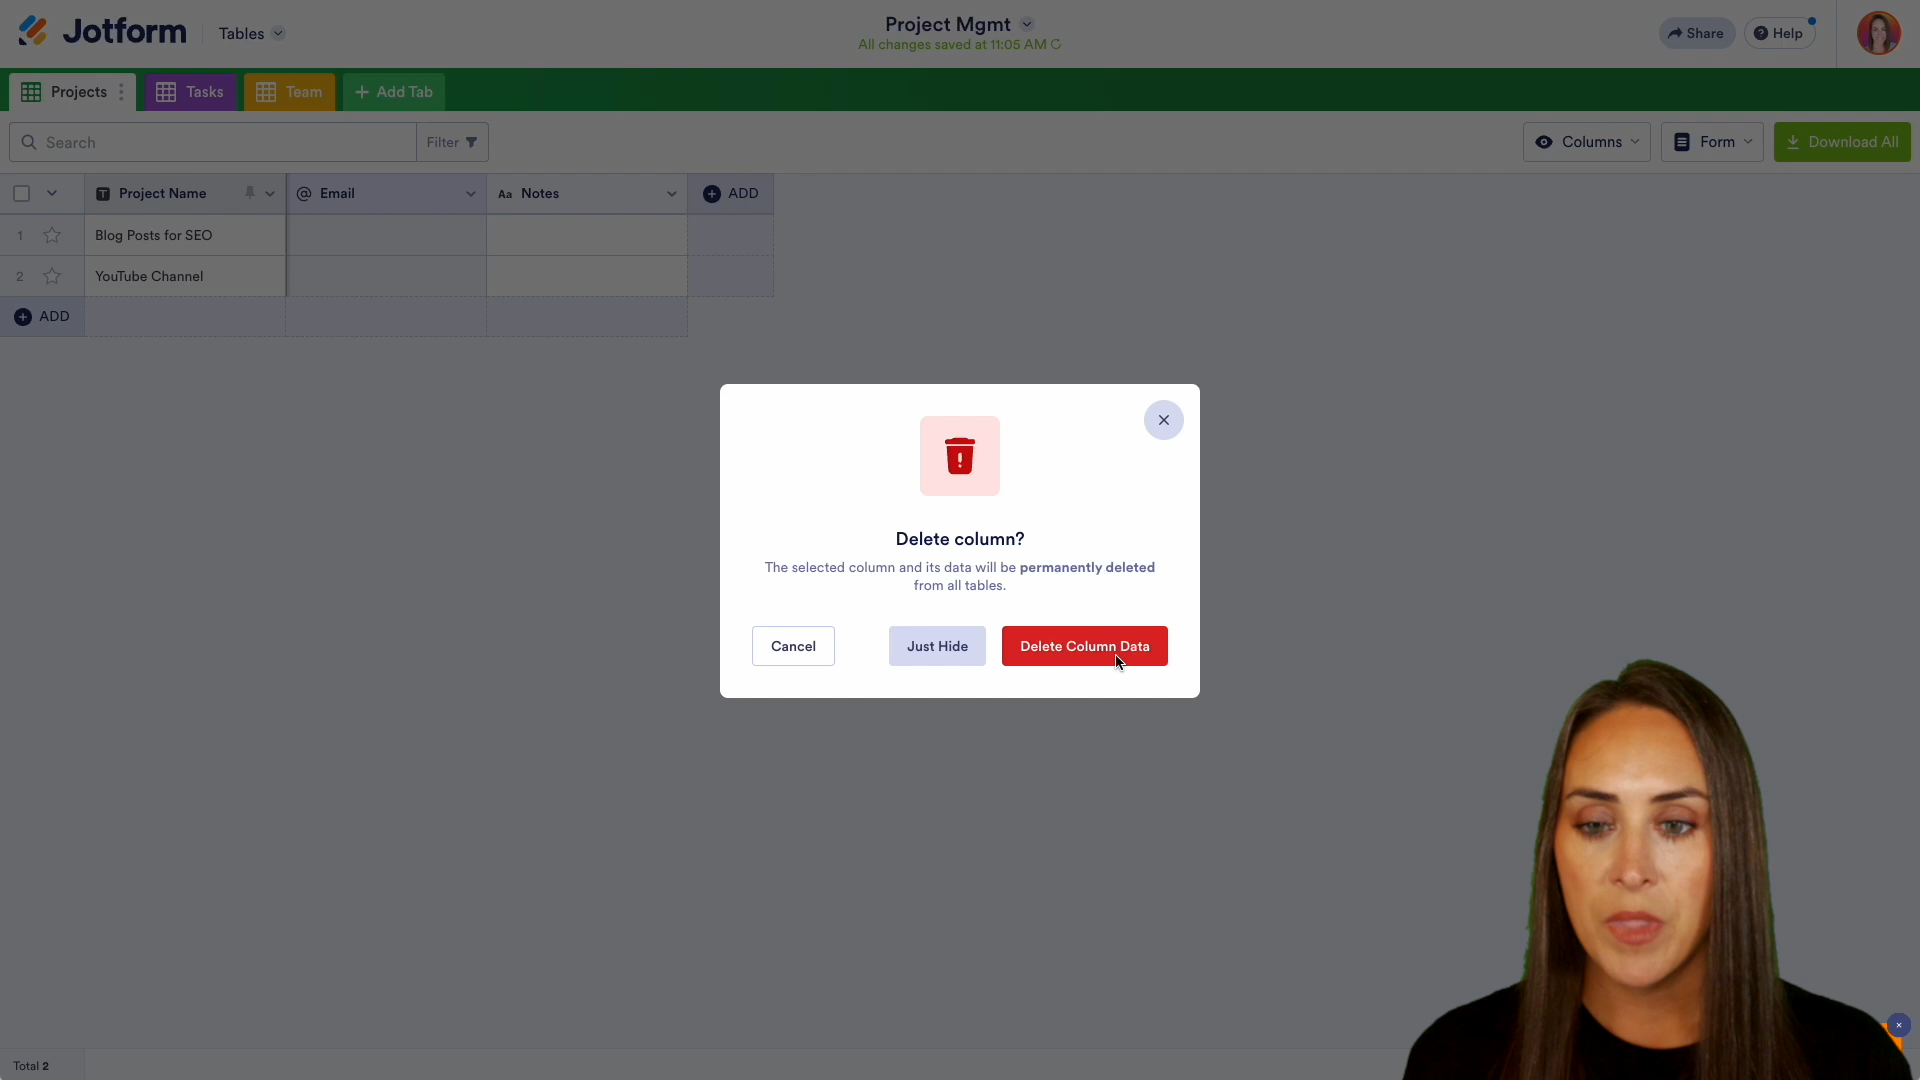 Jotform
Tables
Project Mgmt
All changes saved at 11:05 AM
Share
Help
Projects
Tasks
Team
+ Add Tab
Search
Filter
Columns
Form
Download All
Project Name
@ Email
Aa Notes
ADD
1 Blog Posts for SEO
2 YouTube Channel
ADD
Delete column?
The selected column and its data will be permanently deleted
from all tables.
Cancel
Just Hide
Delete Column Data
Total 2